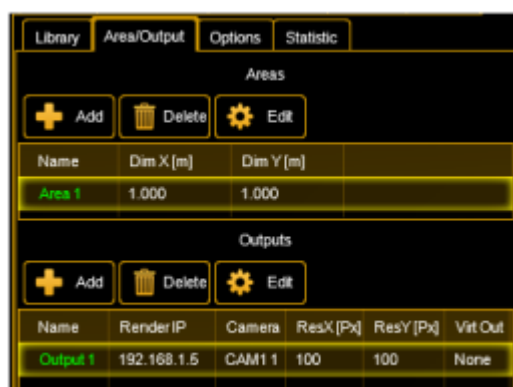 Library Area/Output Options Statistic
Areas
Add Delete Edit
Name Dim X [m] Dim Y [m]
Area 1 1.000 1.000
Outputs
Add Delete Edit
Name Render IP Camera ResX [Px] ResY [Px] Virt Out
Output 1 192.168.1.5 CAM1 1 100 100 None